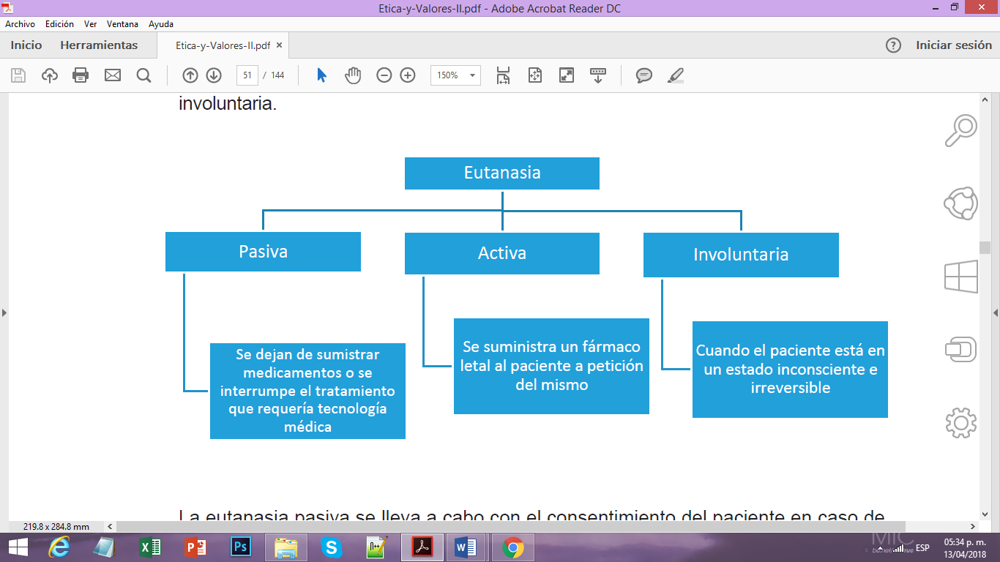 Etica-y-Valores-II.pdf - Adobe Acrobat Reader DC
Archivo Edición Ver Ventana Ayuda
Inicio Herramientas Etica-y-Valores-II.pdf × Iniciar sesión
51 / 144 150%
involuntaria.
Eutanasia
Pasiva
Activa
Involuntaria
Se dejan de sumistrar
medicamentos o se
interrumpe el tratamiento
que requería tecnología
médica
Se suministra un fármaco
letal al paciente a petición
del mismo
Cuando el paciente está en
un estado inconsciente e
irreversible
La eutanasia pasiva se lleva a cabo con el consentimiento del paciente en caso de
219.8 x 284.8 mm
ESP
05:34 p. m.
13/04/2018